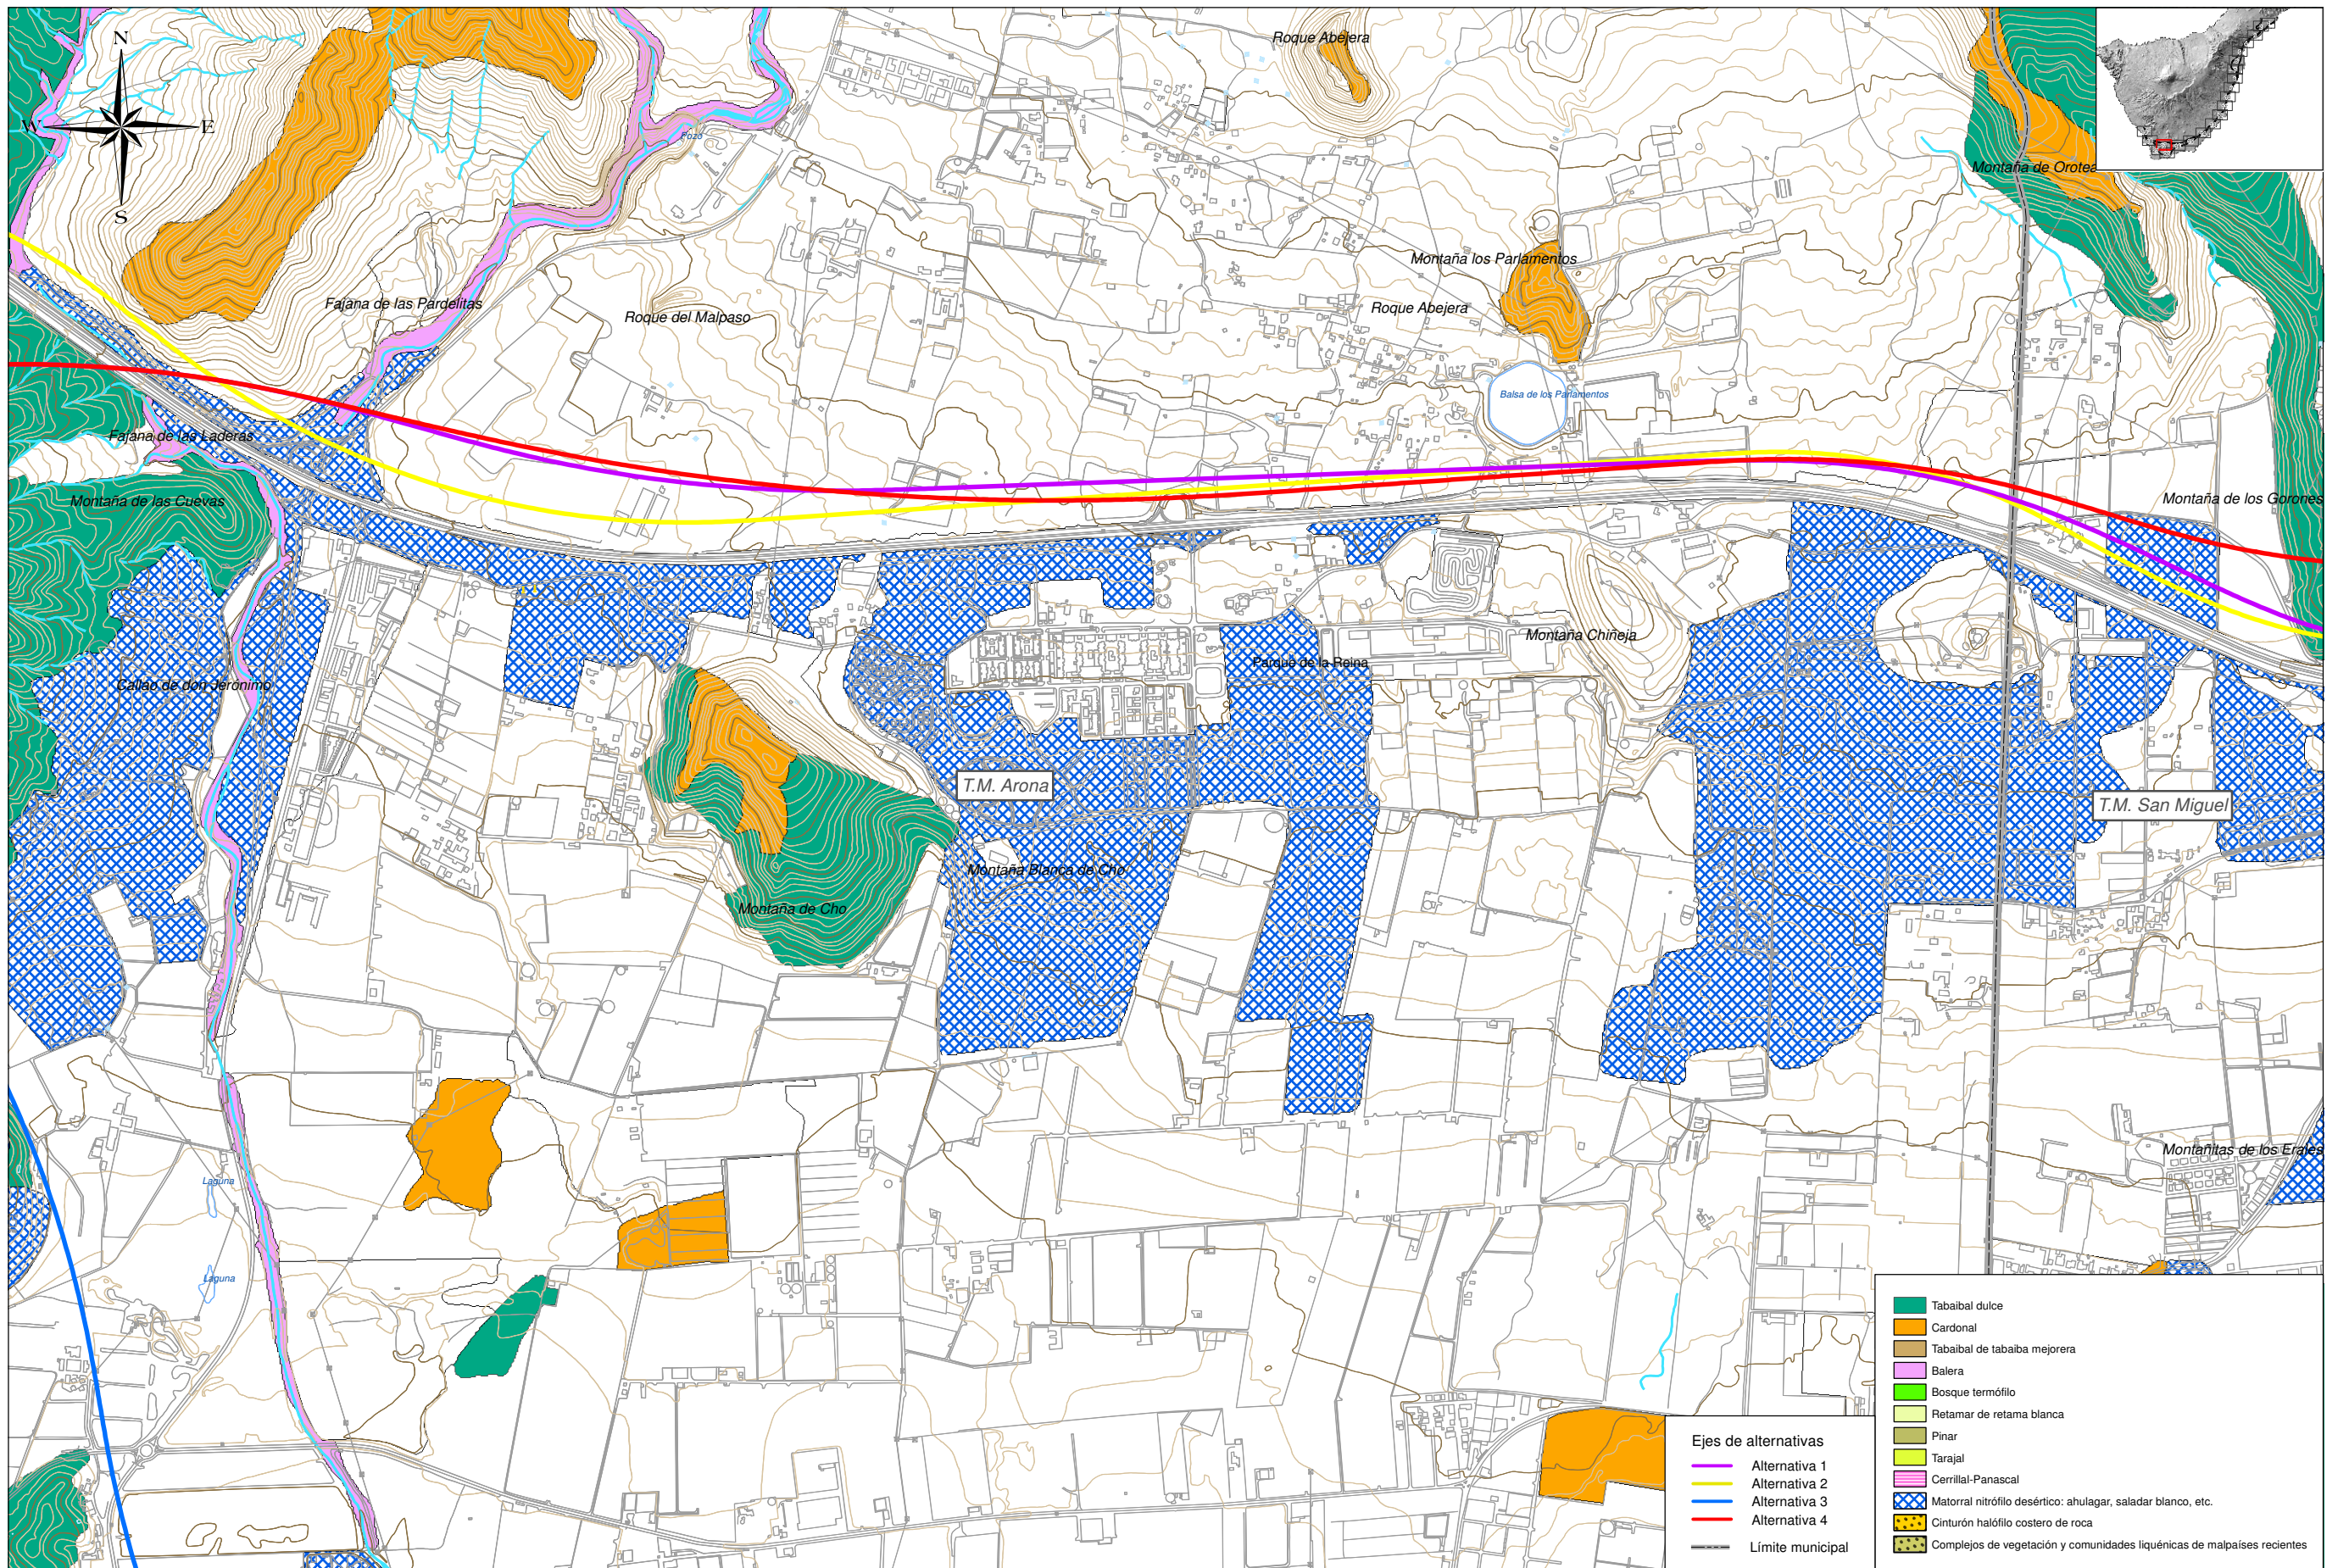 N
W
E
S
Roque Abejera
Pozo
Montaña de Orotea
Montaña los Parlamentos
Fajana de las Pardelitas
Roque Abejera
Roque del Malpaso
Balsa de los Parlamentos
Fajana de las Laderas
Montaña de las Cuevas
Montaña de los Gorones
Montaña Chiñeja
Parque de la Reina
Callao de don Jerónimo
T.M. Arona
T.M. San Miguel
Montaña Blanca de Cho
Montaña de Cho
Montañitas de los Erales
Laguna
Laguna
Ejes de alternativas
Alternativa 1
Alternativa 2
Alternativa 3
Alternativa 4
Límite municipal
Tabaibal dulce
Cardonal
Tabaibal de tabaiba mejorera
Balera
Bosque termófilo
Retamar de retama blanca
Pinar
Tarajal
Cerrillal-Panascal
Matorral nitrófilo desértico: ahulagar, saladar blanco, etc.
Cinturón halófilo costero de roca
Complejos de vegetación y comunidades liquénicas de malpaíses recientes